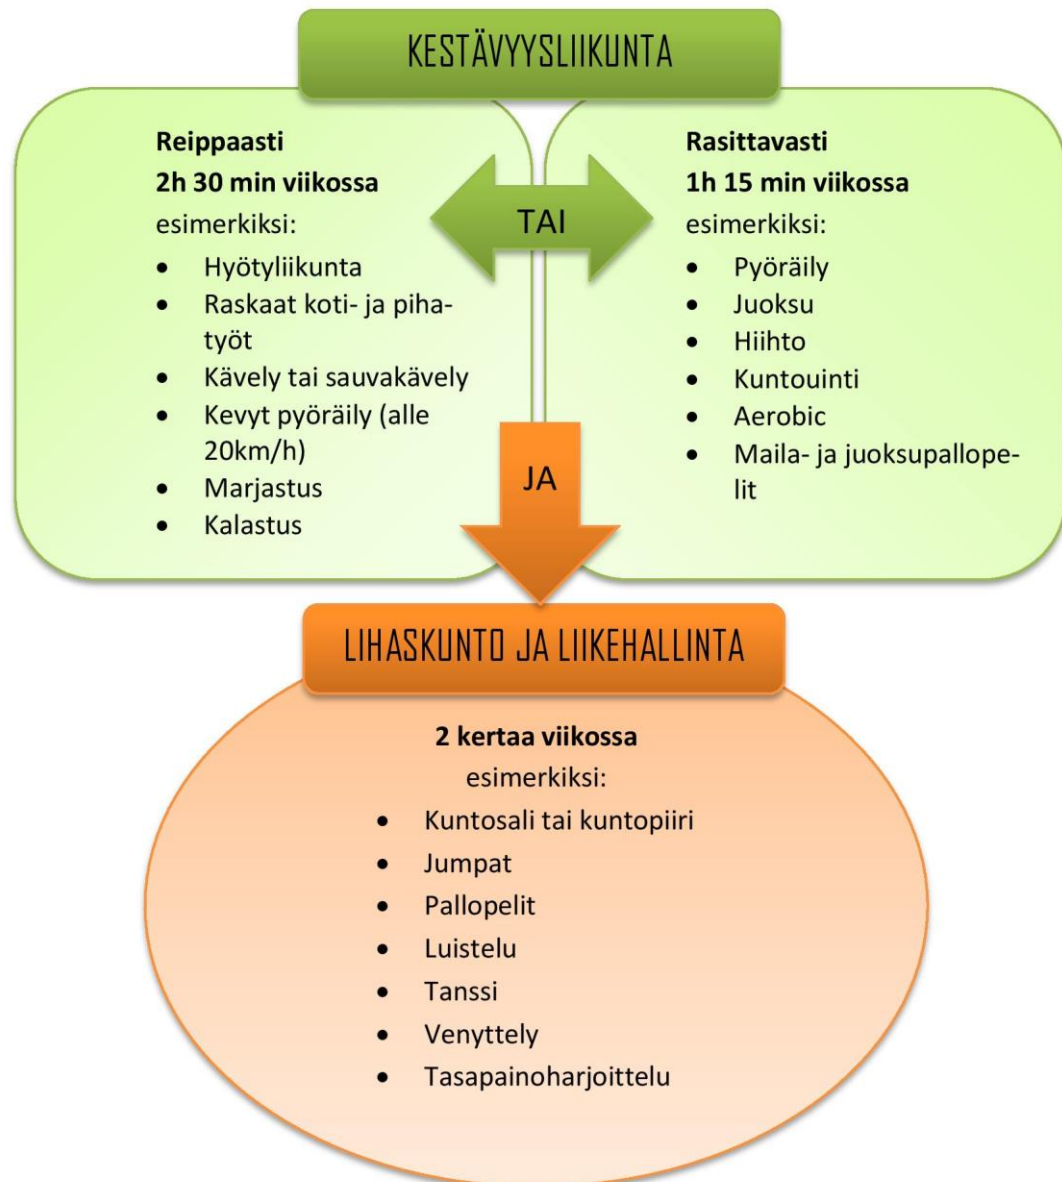 KESTÄVYYSLIIKUNTA
Reippaasti
2h 30 min viikossa
esimerkiksi:
• Hyötyliikunta
• Raskaat koti- ja piha-
työt
• Kävely tai sauvakävely
• Kevyt pyöräily (alle
20km/h)
• Marjastus
• Kalastus
TAI
Rasittavasti
1h 15 min viikossa
esimerkiksi:
• Pyöräily
• Juoksu
• Hiihto
• Kuntouinti
• Aerobic
• Maila- ja juoksupallope-
lit
JA
LIHASKUNTO JA LIIKEHALLINTA
2 kertaa viikossa
esimerkiksi:
• Kuntosali tai kuntopiiri
• Jumpat
• Pallopelit
• Luistelu
• Tanssi
• Venyttely
• Tasapainoharjoittelu